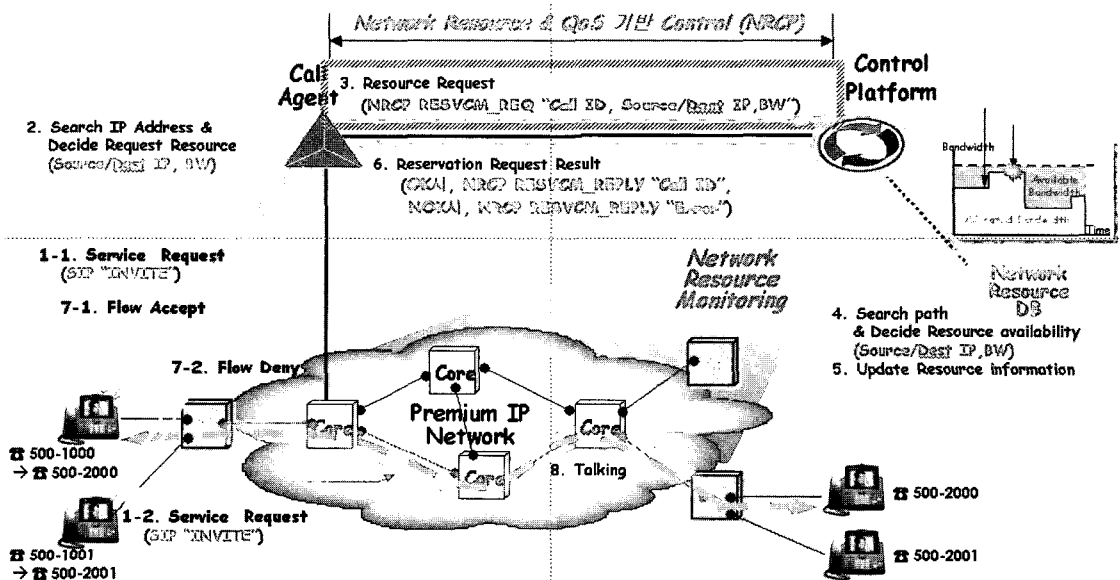 Network Resource & QoS 기반 Control (NRCP)
Call
Agent
3. Resource Request
(NRCP RESVCM_REQ "Call ID, Source/Dest IP,BW")
Control
Platform
2. Search IP Address &
Decide Request Resource
(Source/Dest IP, BW)
6. Reservation Request Result
(OK시, NRCP RESVCM_REPLY "Call ID",
NOK시, NRCP RESVCM_REPLY "Error")
Bandwidth
Available
Bandwidth
Bandwidth
Time
1-1. Service Request
(SIP "INVITE")
7-1. Flow Accept
Network
Resource
Monitoring
Network
Resource
DB
4. Search path
& Decide Resource availability
(Source/Dest IP,BW)
5. Update Resource information
7-2. Flow Deny
Core
Premium IP
Network
Core
Core
Core
8. Talking
☎ 500-1000
→ ☎ 500-2000
1-2. Service Request
(SIP "INVITE")
☎ 500-1001
→ ☎ 500-2001
☎ 500-2000
☎ 500-2001